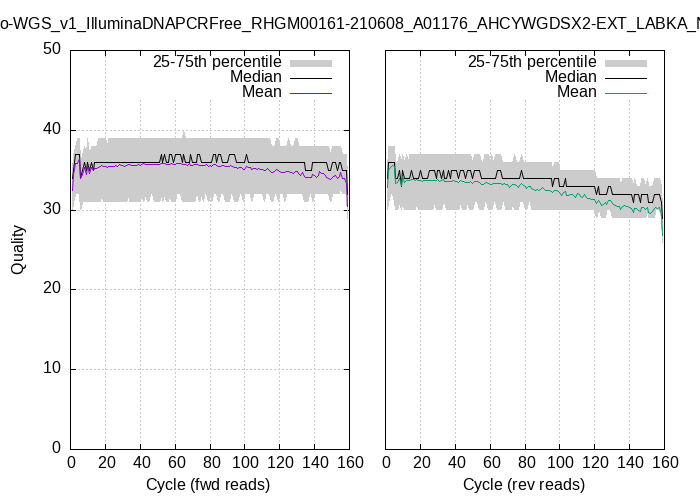 o-WGS_v1_IlluminaDNAPCRFree_RHGM00161-210608_A01176_AHCYWGDSX2-EXT_LABKA_
25-75th percentile
Median
Mean
50
40
30
20
10
0
Quality
0 20 40 60 80 100 120 140 160
Cycle (fwd reads)
25-75th percentile
Median
Mean
0 20 40 60 80 100 120 140 160
Cycle (rev reads)